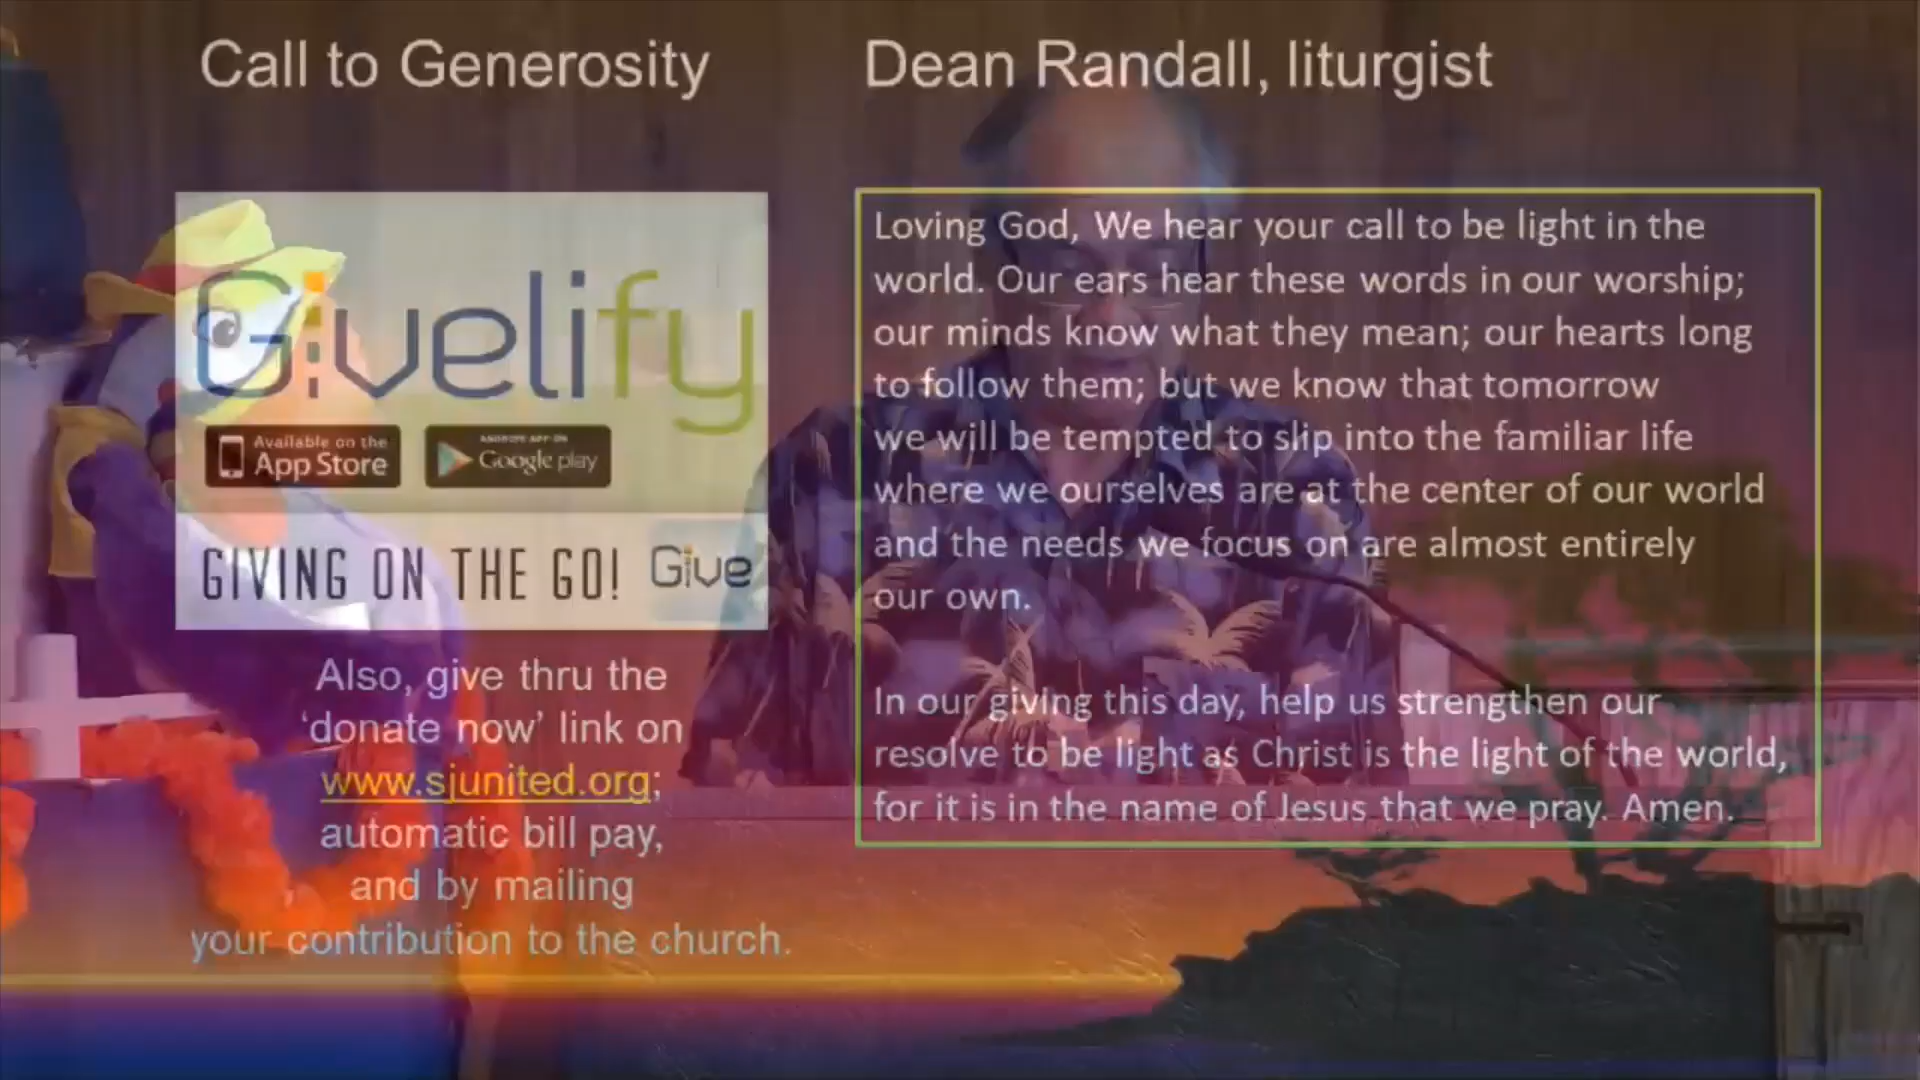 Call to Generosity
Dean Randall, liturgist
Givelify
Available on the
App Store
ANDROID APP ON
Google play
GIVING ON THE GO! Give
Also, give thru the
‘donate now’ link on
www.sjunited.org;
automatic bill pay,
and by mailing
your contribution to the church.
Loving God, We hear your call to be light in the
world. Our ears hear these words in our worship;
our minds know what they mean; our hearts long
to follow them; but we know that tomorrow
we will be tempted to slip into the familiar life
where we ourselves are at the center of our world
and the needs we focus on are almost entirely
our own.
In our giving this day, help us strengthen our
resolve to be light as Christ is the light of the world,
for it is in the name of Jesus that we pray. Amen.